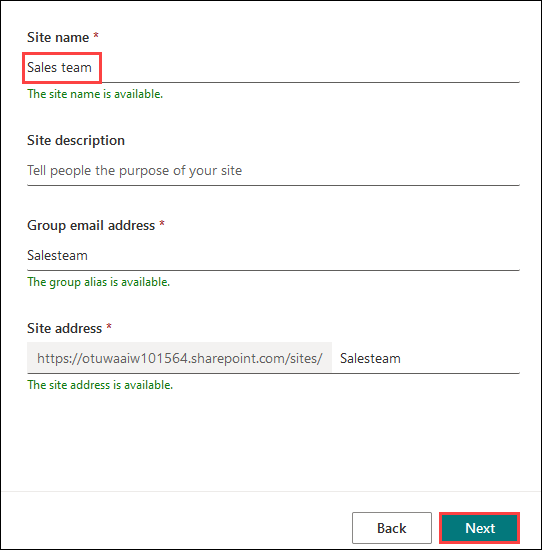 Site name *
Sales team
The site name is available.
Site description
Tell people the purpose of your site
Group email address *
Salesteam
The group alias is available.
Site address *
https://otuwaaiw101564.sharepoint.com/sites/ Salesteam
The site address is available.
Back Next